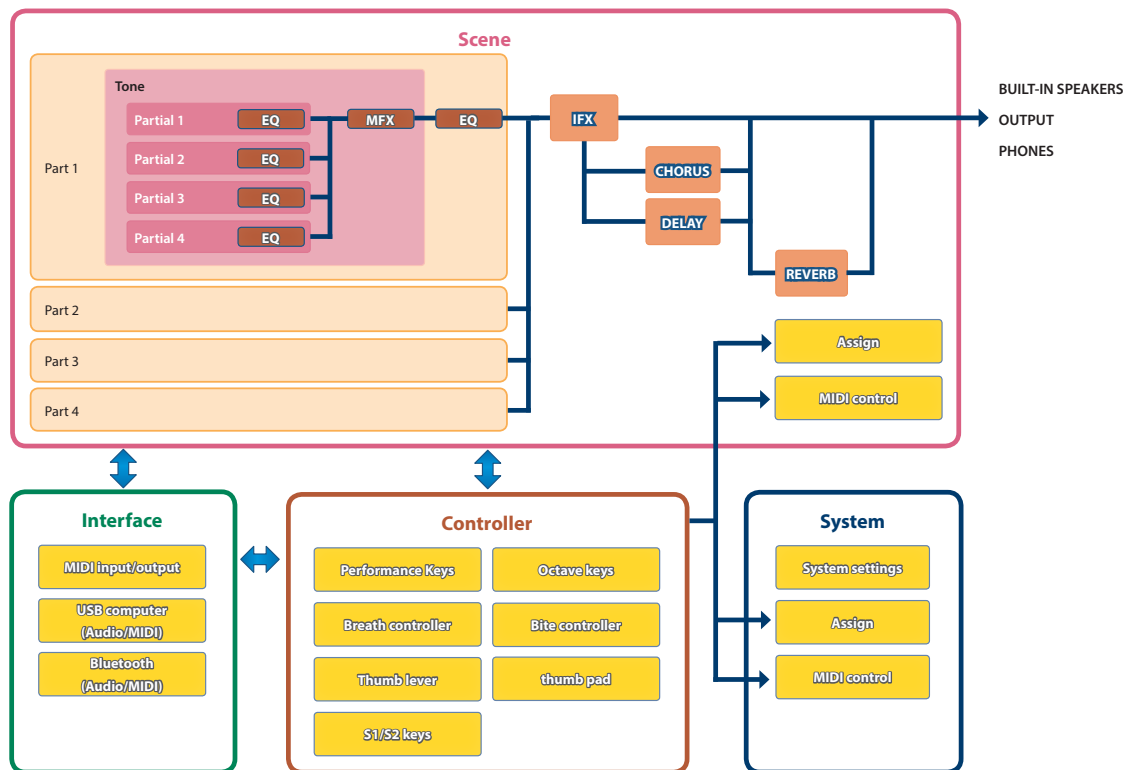 Scene
Tone
Partial 1
EQ
MFX
EQ
IFX
BUILT-IN SPEAKERS
OUTPUT
PHONES
Partial 2
EQ
Part 1
CHORUS
Partial 3
EQ
DELAY
Partial 4
EQ
REVERB
Part 2
Assign
Part 3
MIDI control
Part 4
Interface
MIDI input/output
USB computer
(Audio/MIDI)
Bluetooth
(Audio/MIDI)
Controller
Performance Keys
Octave keys
Breath controller
Bite controller
Thumb lever
thumb pad
S1/S2 keys
System
System settings
Assign
MIDI control